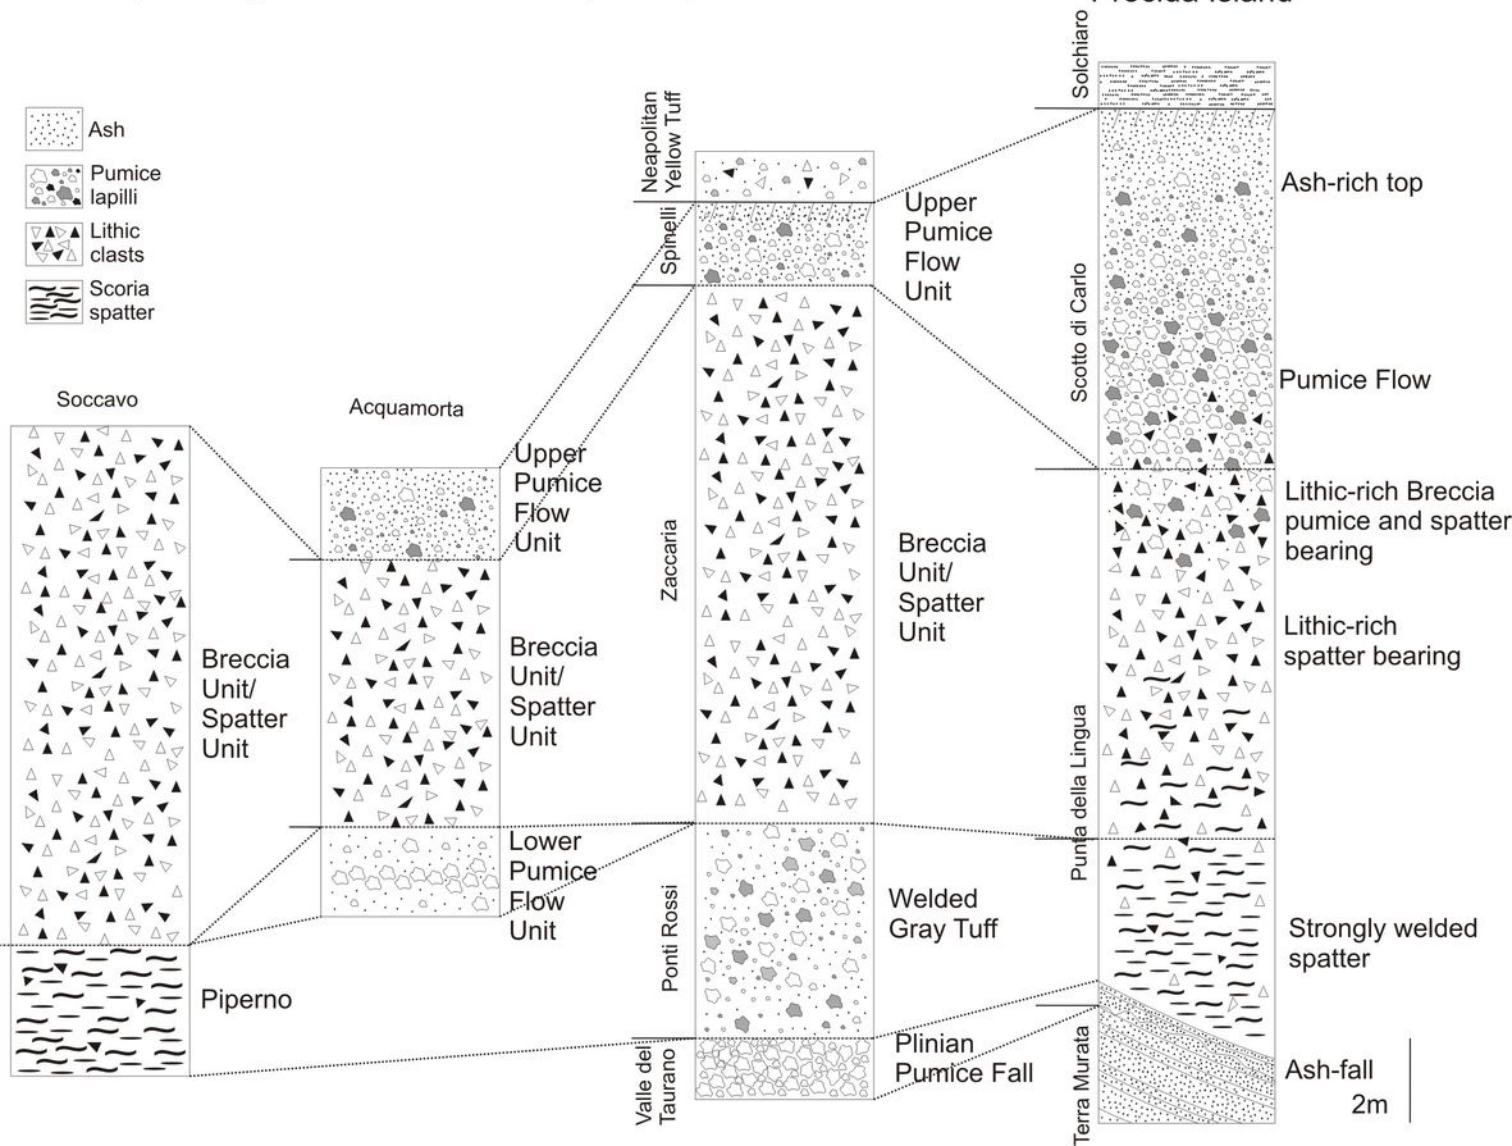 Ash
Pumice
lapilli
Lithic
clasts
Scoria
spatter
Soccavo
Breccia
Unit/
Spatter
Unit
Piperno
Acquamorta
Upper
Pumice
Flow
Unit
Breccia
Unit/
Spatter
Unit
Lower
Pumice
Flow
Unit
Neapolitan
Yellow Tuff
Spinelli
Zaccaria
Ponti Rossi
Valle del
Taurano
Upper
Pumice
Flow
Unit
Breccia
Unit/
Spatter
Unit
Welded
Gray Tuff
Plinian
Pumice Fall
Solchiaro
Scotto di Carlo
Punta della Lingua
Terra Murata
Ash-rich top
Pumice Flow
Lithic-rich Breccia
pumice and spatter
bearing
Lithic-rich
spatter bearing
Strongly welded
spatter
Ash-fall
2m